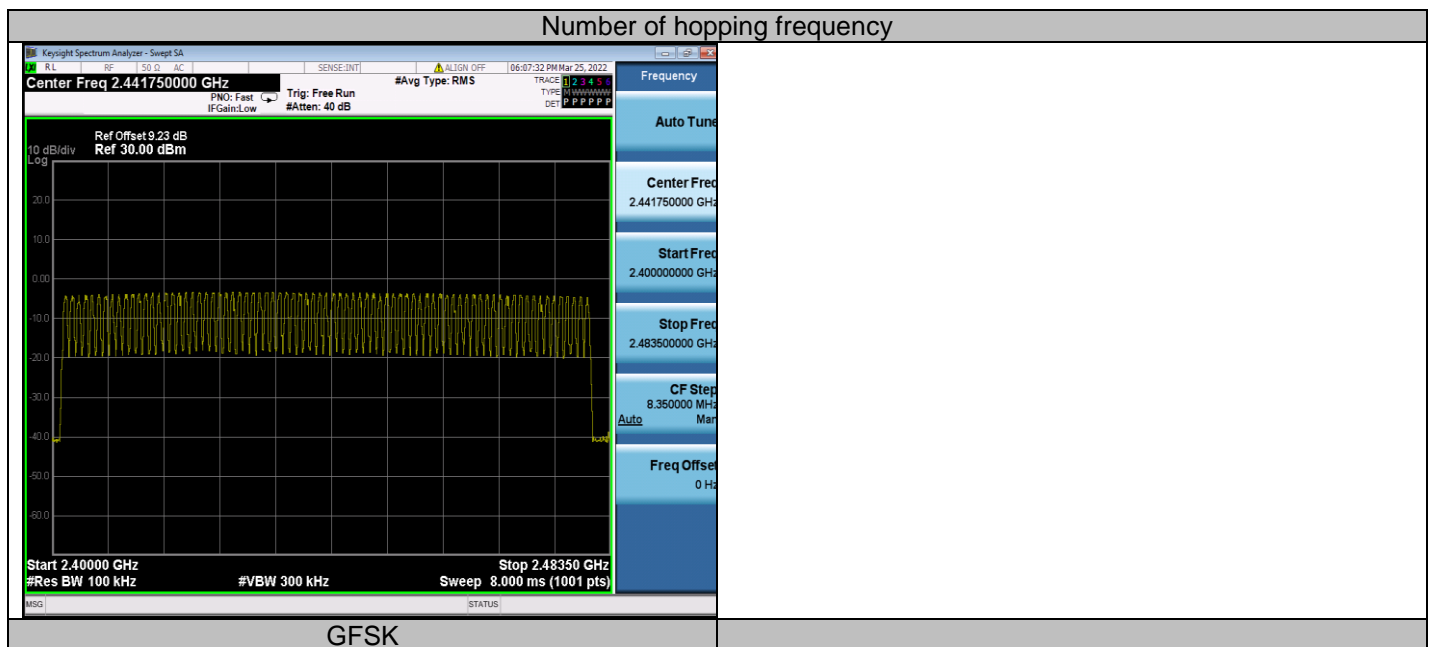 Number of hopping frequency
Keysight Spectrum Analyzer - Swept SA
LXI RL RF 50 Ω AC SENSE:INT ALIGN OFF 06:07:32 PM Mar 25, 2022
Center Freq 2.441750000 GHz #Avg Type: RMS TRACE 1 2 3 4 5 6
PNO: Fast Trig: Free Run TYPE M WWWWW
IFGain:Low #Atten: 40 dB DET P P P P P P
Ref Offset 9.23 dB
10 dB/div Ref 30.00 dBm
Log
20.0
10.0
0.00
-10.0
-20.0
-30.0
-40.0
-50.0
-60.0
Start 2.40000 GHz Stop 2.48350 GHz
#Res BW 100 kHz #VBW 300 kHz Sweep 8.000 ms (1001 pts)
MSG STATUS
Frequency
Auto Tune
Center Freq
2.441750000 GHz
Start Freq
2.400000000 GHz
Stop Freq
2.483500000 GHz
CF Step
8.350000 MHz
Auto Man
Freq Offset
0 Hz
GFSK